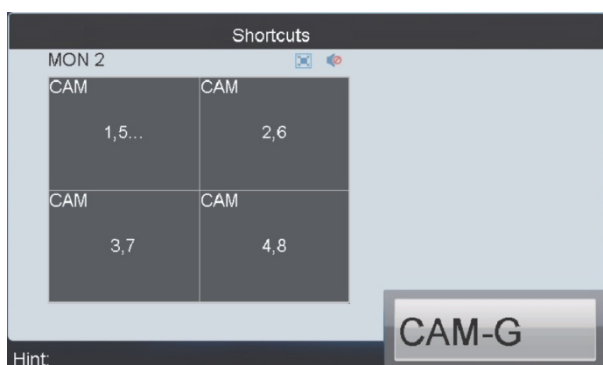 Shortcuts
MON 2
CAM CAM
1,5... 2,6
CAM CAM
3,7 4,8
CAM-G
Hint: